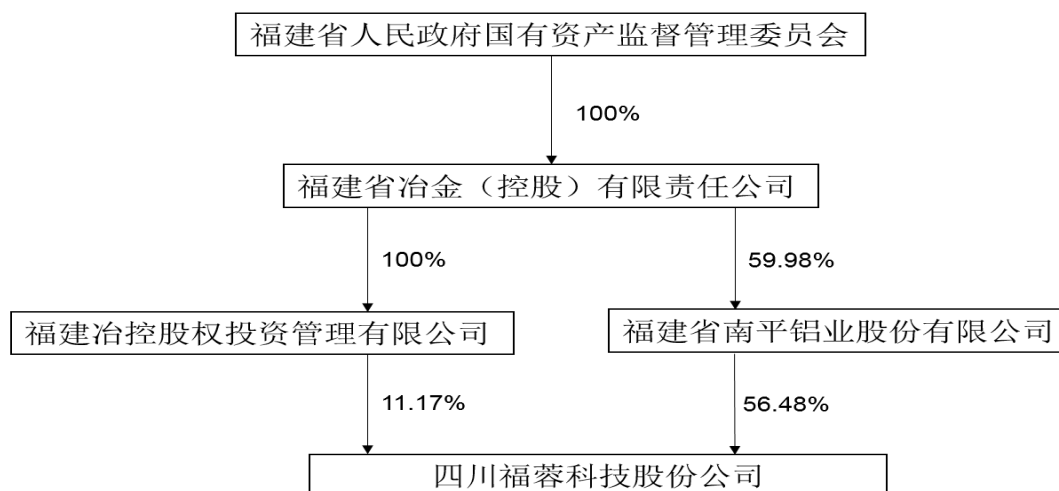 福建省人民政府国有资产监督管理委员会
100%
福建省冶金（控股）有限责任公司
100%
59.98%
福建冶控股权投资管理有限公司
福建省南平铝业股份有限公司
11.17%
56.48%
四川福蓉科技股份公司